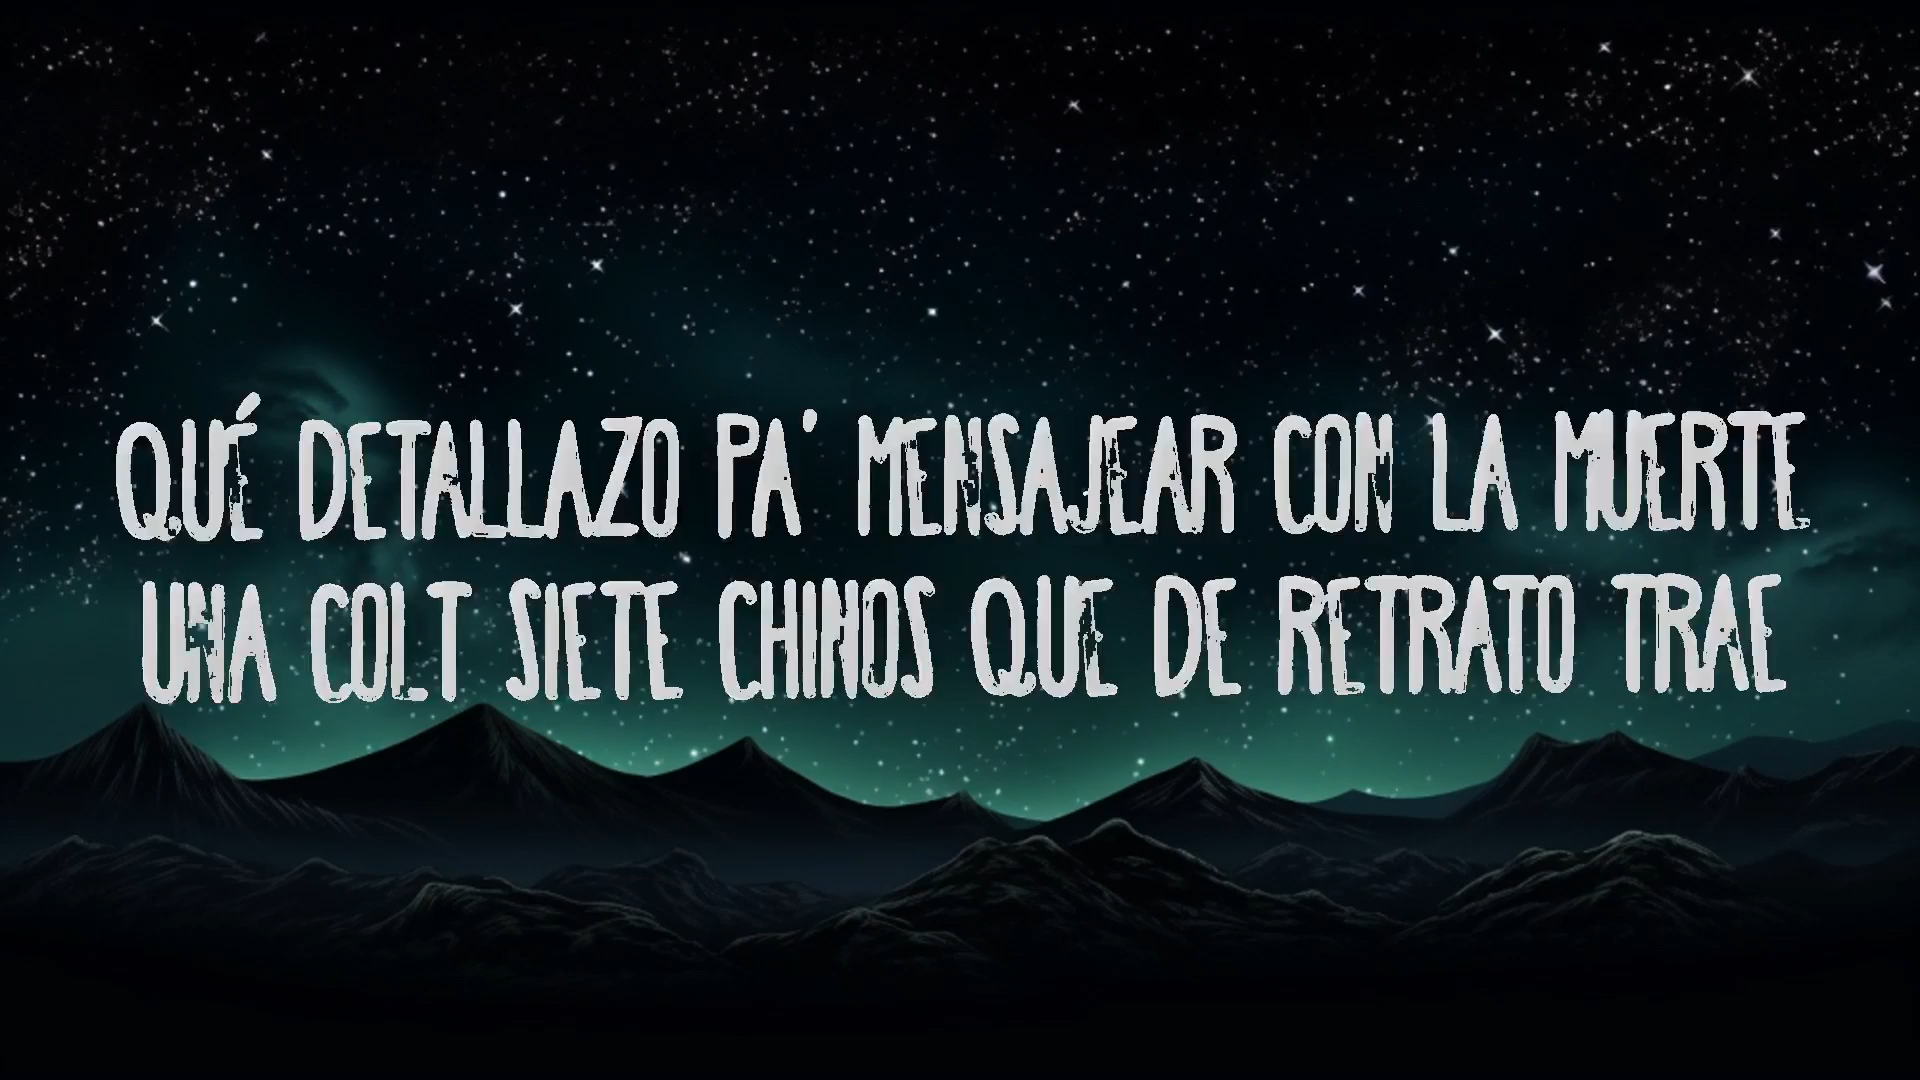 QUÉ DETALLAZO PA' MENSAJEAR CON LA MUERTE
UNA COLT SIETE CHINOS QUE DE RETRATO TRAE